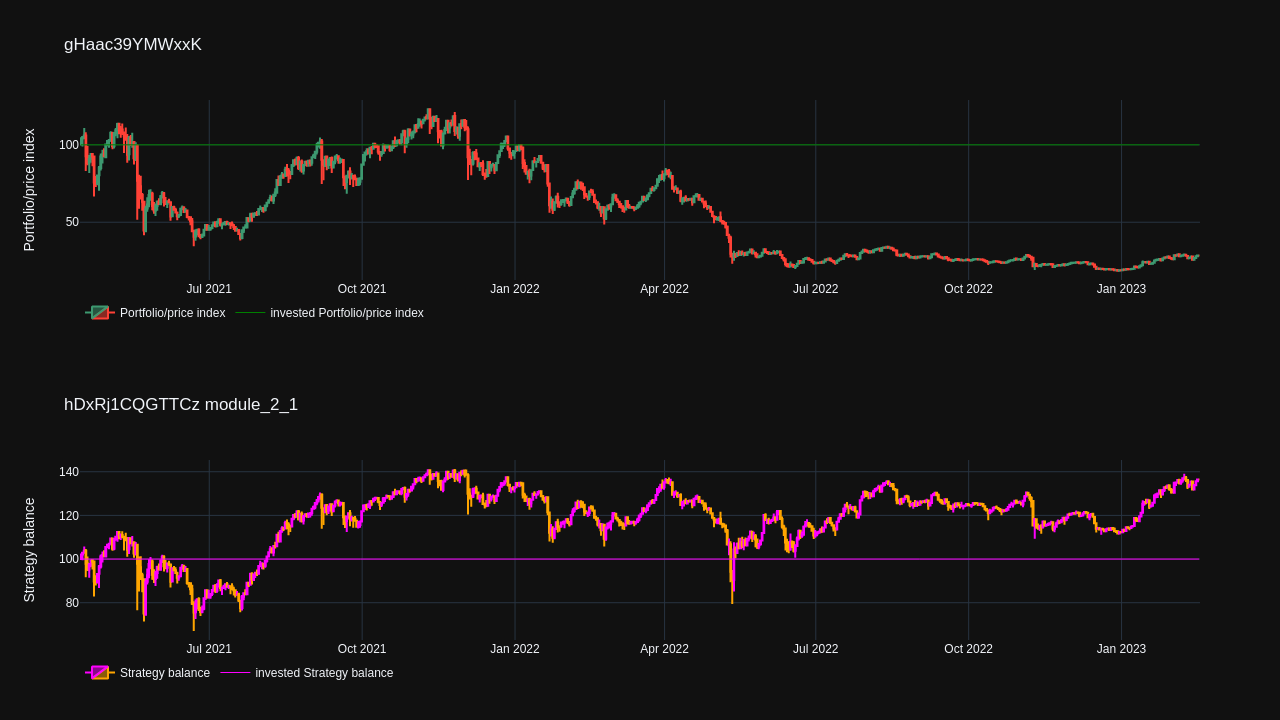 gHaac39YMWxxK
Portfolio/price index
100
50
Jul 2021 Oct 2021 Jan 2022 Apr 2022 Jul 2022 Oct 2022 Jan 2023
Portfolio/price index invested Portfolio/price index
hDxRj1CQGTTCz module_2_1
Strategy balance
140
120
100
80
Jul 2021 Oct 2021 Jan 2022 Apr 2022 Jul 2022 Oct 2022 Jan 2023
Strategy balance invested Strategy balance